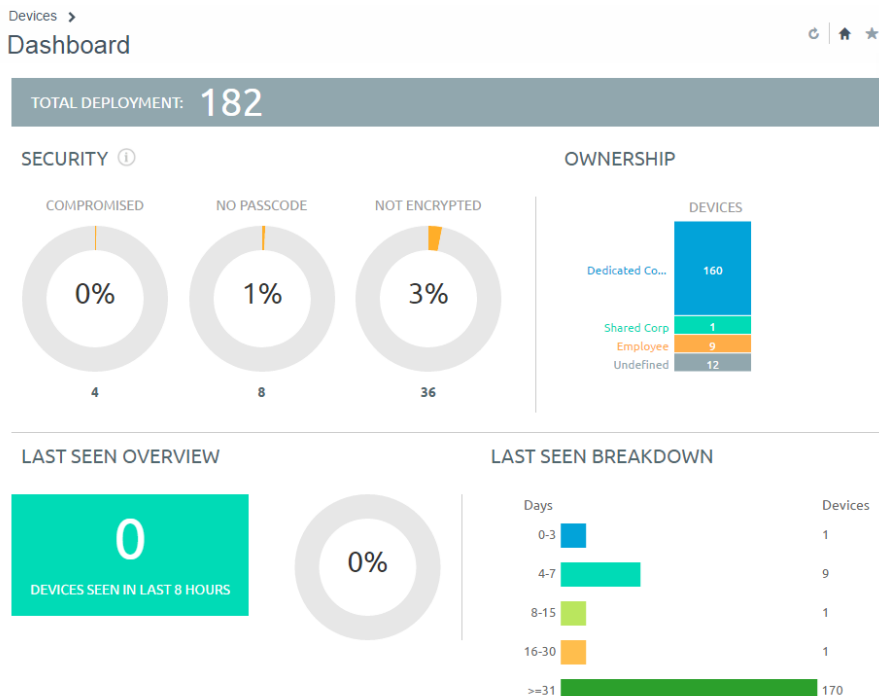 Devices >
Dashboard
TOTAL DEPLOYMENT: 182
SECURITY
COMPROMISED NO PASSCODE NOT ENCRYPTED
0% 1% 3%
4 8 36
OWNERSHIP
DEVICES
Dedicated Co... 160
Shared Corp 1
Employee 9
Undefined 12
LAST SEEN OVERVIEW
0
DEVICES SEEN IN LAST 8 HOURS
0%
LAST SEEN BREAKDOWN
Days Devices
0-3 1
4-7 9
8-15 1
16-30 1
>=31 170